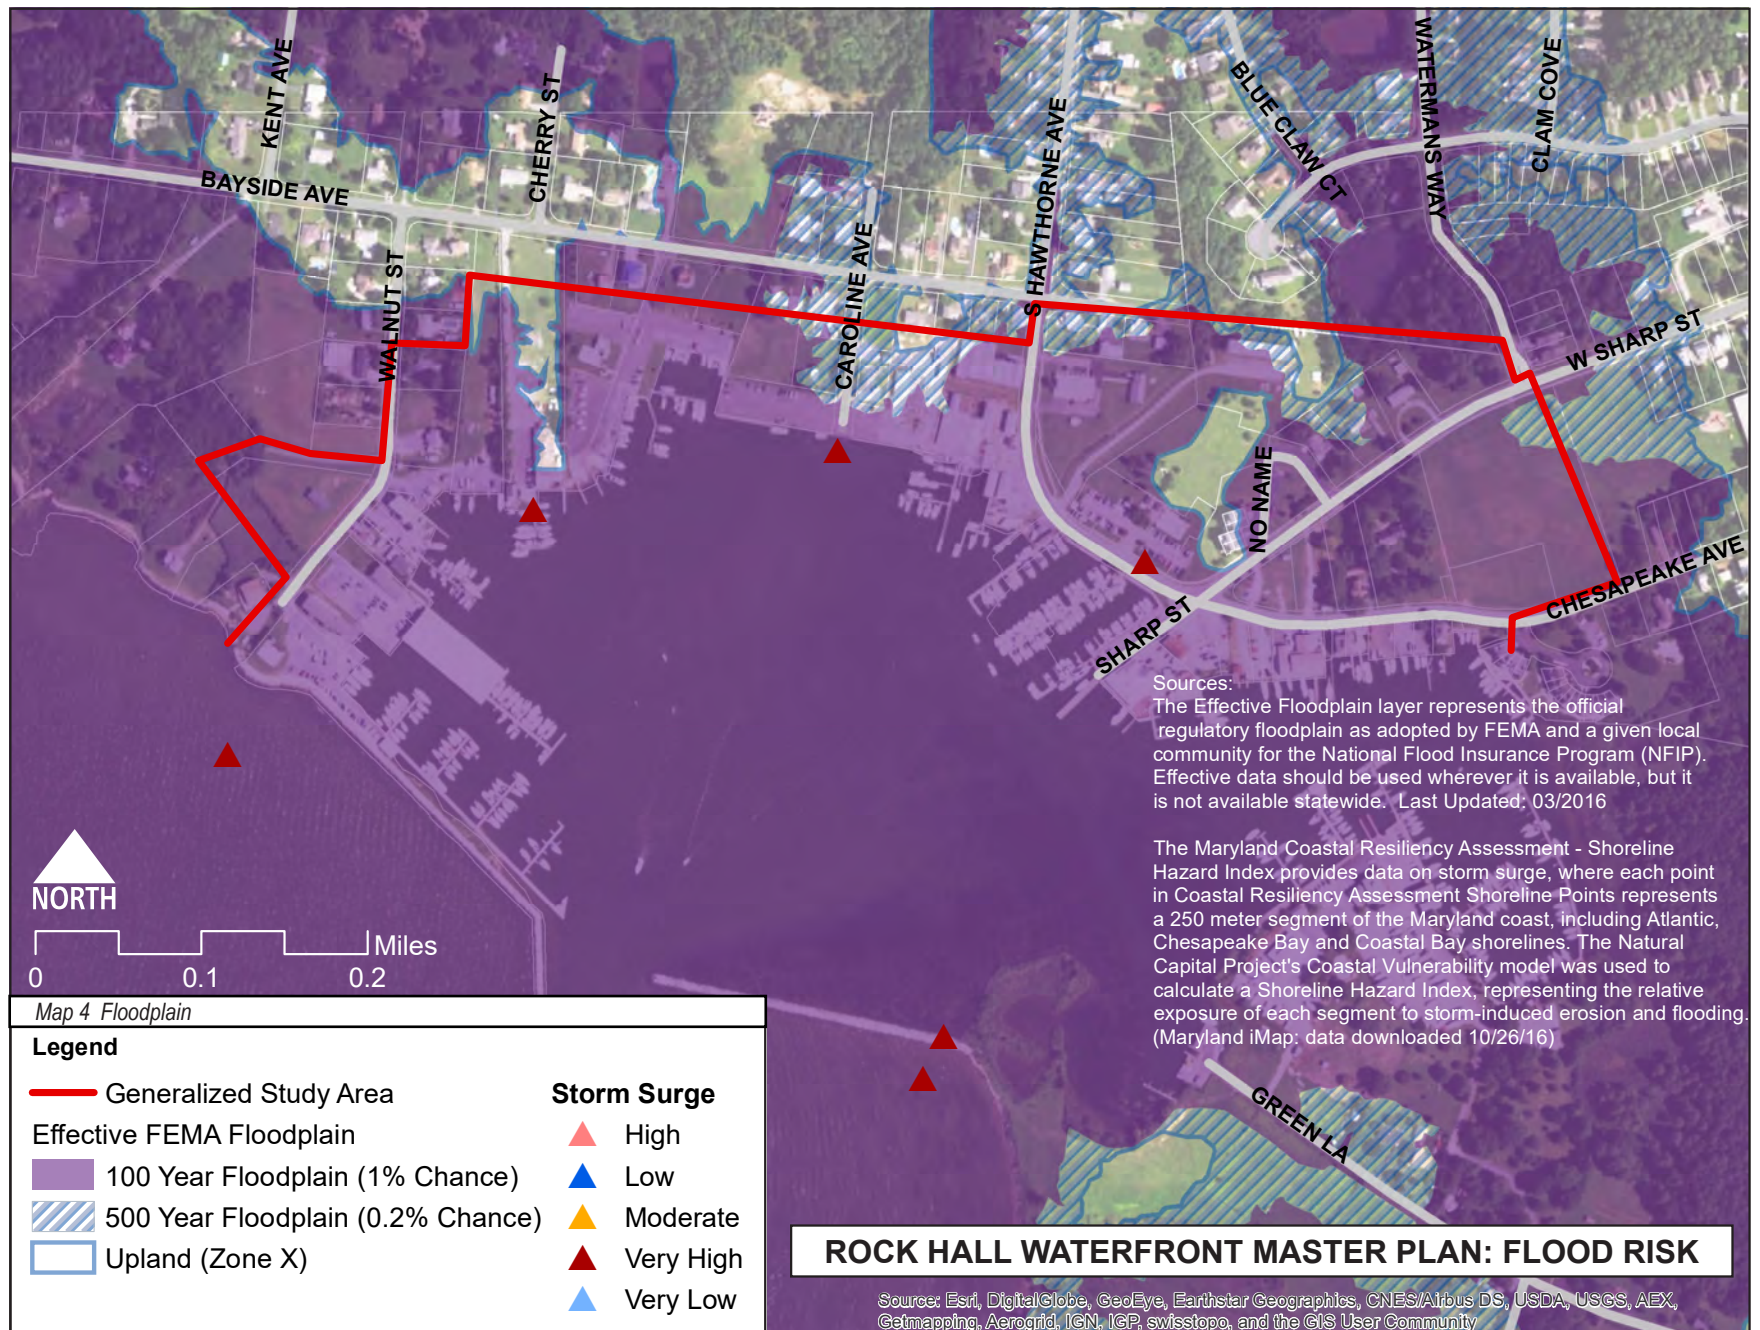 KENT AVE
CHERRY ST
BAYSIDE AVE
WALNUT ST
CAROLINE AVE
S HAWTHORNE AVE
BLUE CLAW CT
WATERMANS WAY
CLAM COVE
W SHARP ST
NO NAME
CHESAPEAKE AVE
SHARP ST
Sources:
The Effective Floodplain layer represents the official
regulatory floodplain as adopted by FEMA and a given local
community for the National Flood Insurance Program (NFIP).
Effective data should be used wherever it is available, but it
is not available statewide. Last Updated: 03/2016
The Maryland Coastal Resiliency Assessment - Shoreline
Hazard Index provides data on storm surge, where each point
in Coastal Resiliency Assessment Shoreline Points represents
a 250 meter segment of the Maryland coast, including Atlantic,
Chesapeake Bay and Coastal Bay shorelines. The Natural
Capital Project's Coastal Vulnerability model was used to
calculate a Shoreline Hazard Index, representing the relative
exposure of each segment to storm-induced erosion and flooding.
(Maryland iMap: data downloaded 10/26/16)
GREEN LA
NORTH
Miles
0 0.1 0.2
Map 4 Floodplain
Legend
Generalized Study Area
Effective FEMA Floodplain
100 Year Floodplain (1% Chance)
500 Year Floodplain (0.2% Chance)
Upland (Zone X)
Storm Surge
High
Low
Moderate
Very High
Very Low
ROCK HALL WATERFRONT MASTER PLAN: FLOOD RISK
Source: Esri, DigitalGlobe, GeoEye, Earthstar Geographics, CNES/Airbus DS, USDA, USGS, AEX,
Getmapping, Aerogrid, IGN, IGP, swisstopo, and the GIS User Community